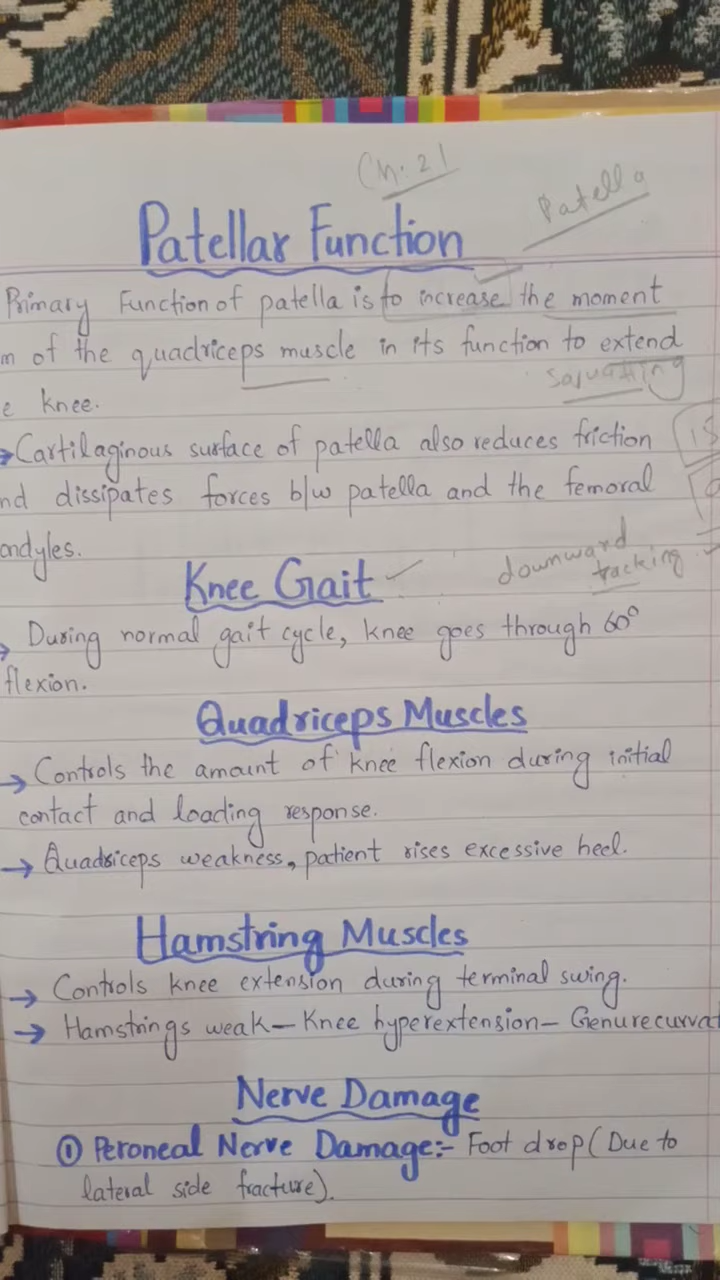 Ch. 21
Patella
Patellar Function
Primary Function of patella is to increase the moment
m of the quadriceps muscle in its function to extend
squatting
e knee.
→ Cartilaginous surface of patella also reduces friction
nd dissipates forces b/w patella and the femoral
ondyles.
downward
tracking
Knee Gait ✓
→ During normal gait cycle, knee goes through 60°
flexion.
Quadriceps Muscles
→ Controls the amount of knee flexion during initial
contact and loading response.
→ Quadriceps weakness, patient rises excessive heel.
Hamstring Muscles
→ Controls knee extension during terminal swing.
→ Hamstrings weak – Knee hyperextension – Genurecurvat
Nerve Damage
① Peroneal Nerve Damage:- Foot drop (Due to
lateral side fracture).